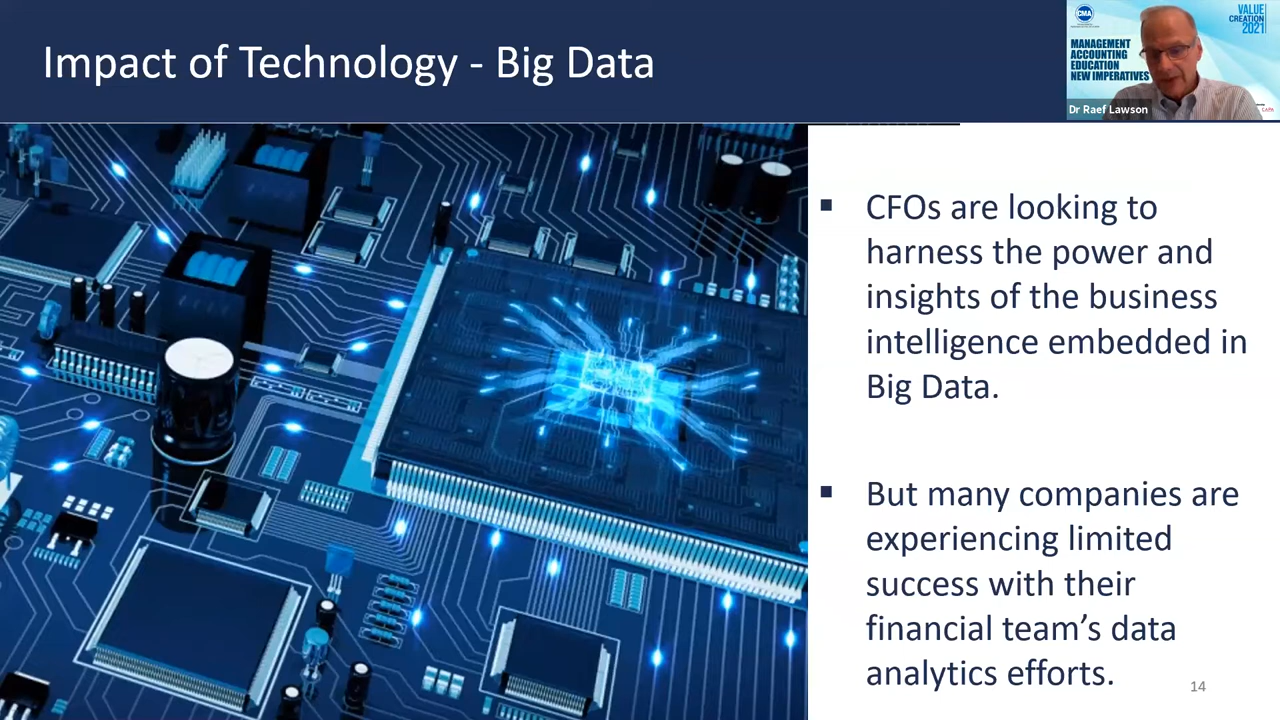 Impact of Technology - Big Data
CMA
VALUE
CREATION
2021
MANAGEMENT
ACCOUNTING
EDUCATION
NEW IMPERATIVES
Dr Raef Lawson
▪ CFOs are looking to
harness the power and
insights of the business
intelligence embedded in
Big Data.
▪ But many companies are
experiencing limited
success with their
financial team’s data
analytics efforts.
14